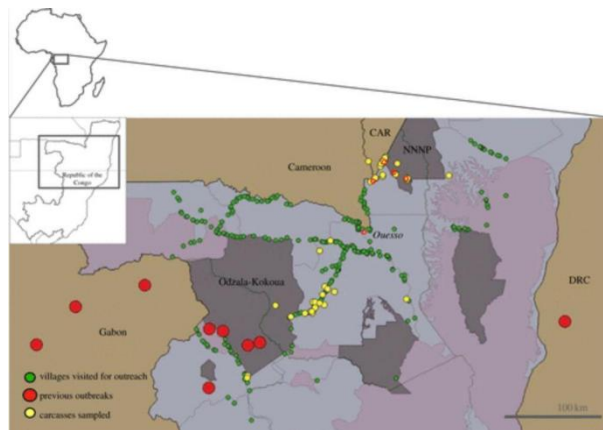 CAR
NNNP
Cameroon
Republic of the
Congo
Ouesso
Odzala-Kokoua
DRC
Gabon
villages visited for outreach
previous outbreaks
carcasses sampled
100 km